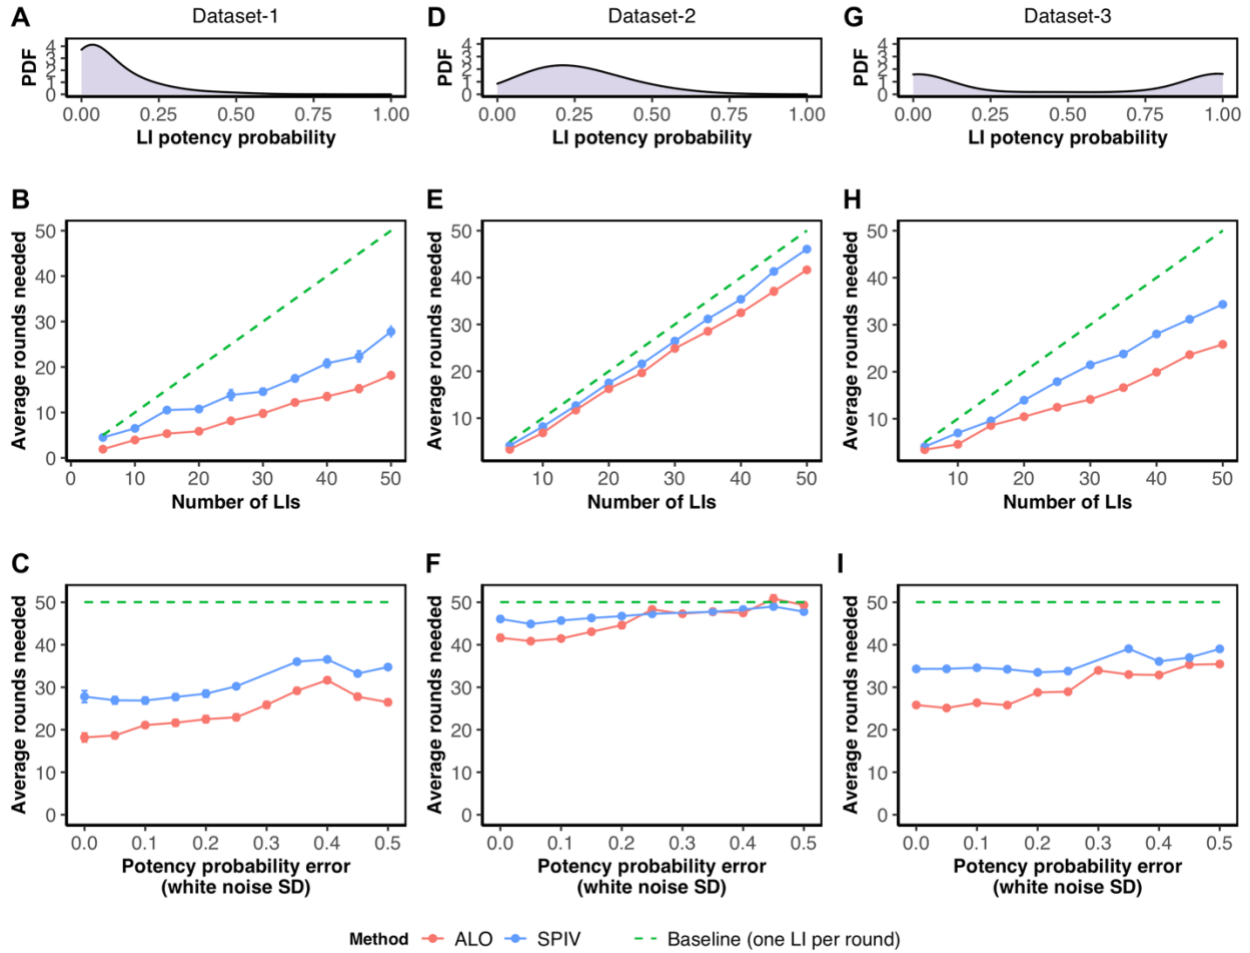 A Dataset-1
PDF
4
3
2
1
0
0.00 0.25 0.50 0.75 1.00
LI potency probability
D Dataset-2
PDF
4
3
2
1
0
0.00 0.25 0.50 0.75 1.00
LI potency probability
G Dataset-3
PDF
4
3
2
1
0
0.00 0.25 0.50 0.75 1.00
LI potency probability
B
Average rounds needed
50
40
30
20
10
0
0 10 20 30 40 50
Number of LIs
E
Average rounds needed
50
40
30
20
10
10 20 30 40 50
Number of LIs
H
Average rounds needed
50
40
30
20
10
10 20 30 40 50
Number of LIs
C
Average rounds needed
50
40
30
20
10
0
0.0 0.1 0.2 0.3 0.4 0.5
Potency probability error
(white noise SD)
F
Average rounds needed
50
40
30
20
10
0
0.0 0.1 0.2 0.3 0.4 0.5
Potency probability error
(white noise SD)
I
Average rounds needed
50
40
30
20
10
0
0.0 0.1 0.2 0.3 0.4 0.5
Potency probability error
(white noise SD)
Method ALO SPIV Baseline (one LI per round)